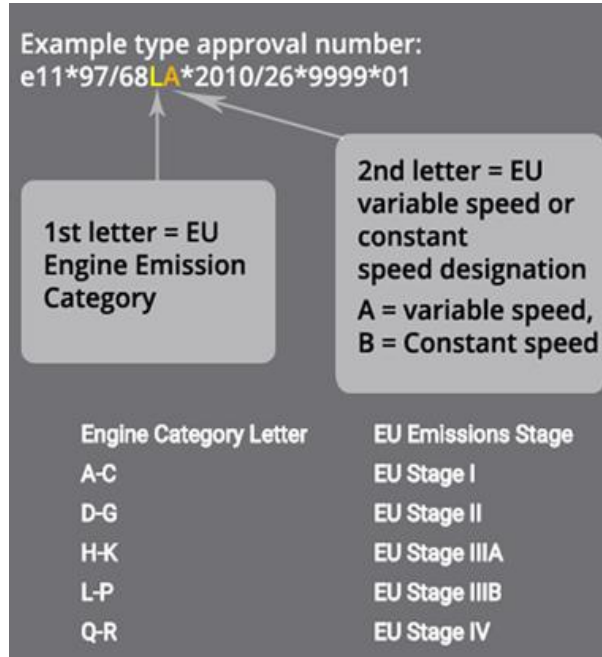 Example type approval number:
e11*97/68LA*2010/26*9999*01
1st letter = EU
Engine Emission
Category
2nd letter = EU
variable speed or
constant
speed designation
A = variable speed,
B = Constant speed
Engine Category Letter EU Emissions Stage
A-C EU Stage I
D-G EU Stage II
H-K EU Stage IIIA
L-P EU Stage IIIB
Q-R EU Stage IV